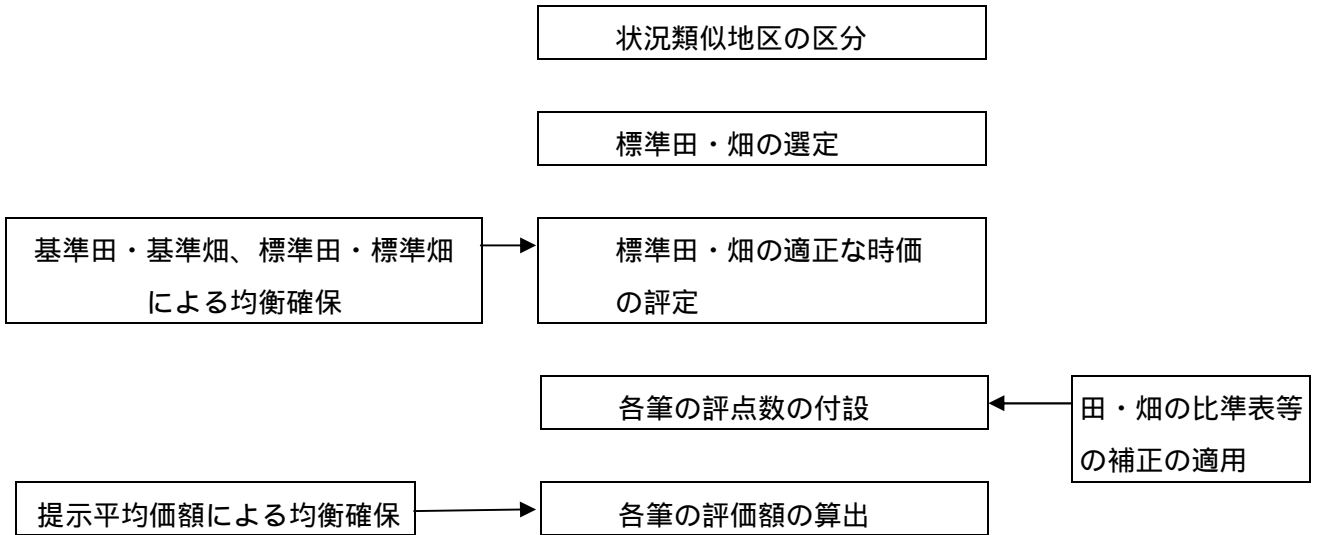 状況類似地区の区分
標準田・畑の選定
基準田・基準畑、標準田・標準畑
による均衡確保
標準田・畑の適正な時価
の評定
各筆の評点数の付設
田・畑の比準表等
の補正の適用
提示平均価額による均衡確保
各筆の評価額の算出